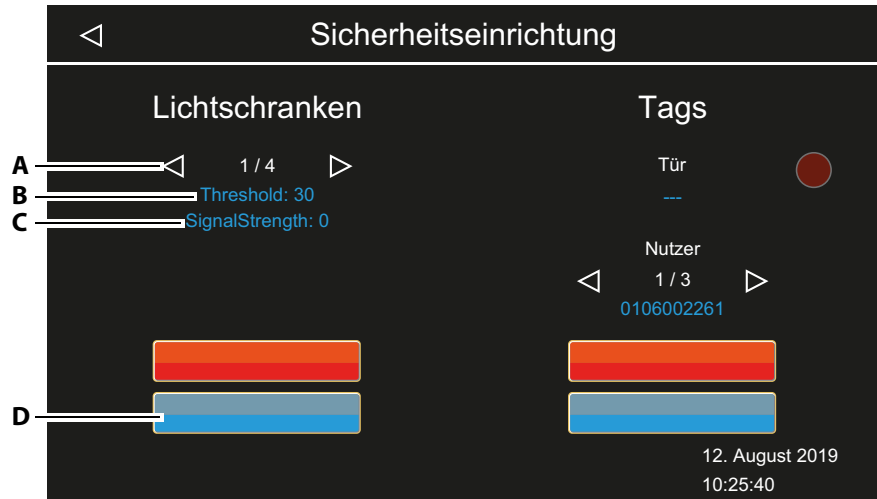 Sicherheitseinrichtung
Lichtschranken
A
1 / 4
B
Threshold: 30
C
SignalStrength: 0
D
Tags
Tür
---
Nutzer
1 / 3
0106002261
12. August 2019
10:25:40